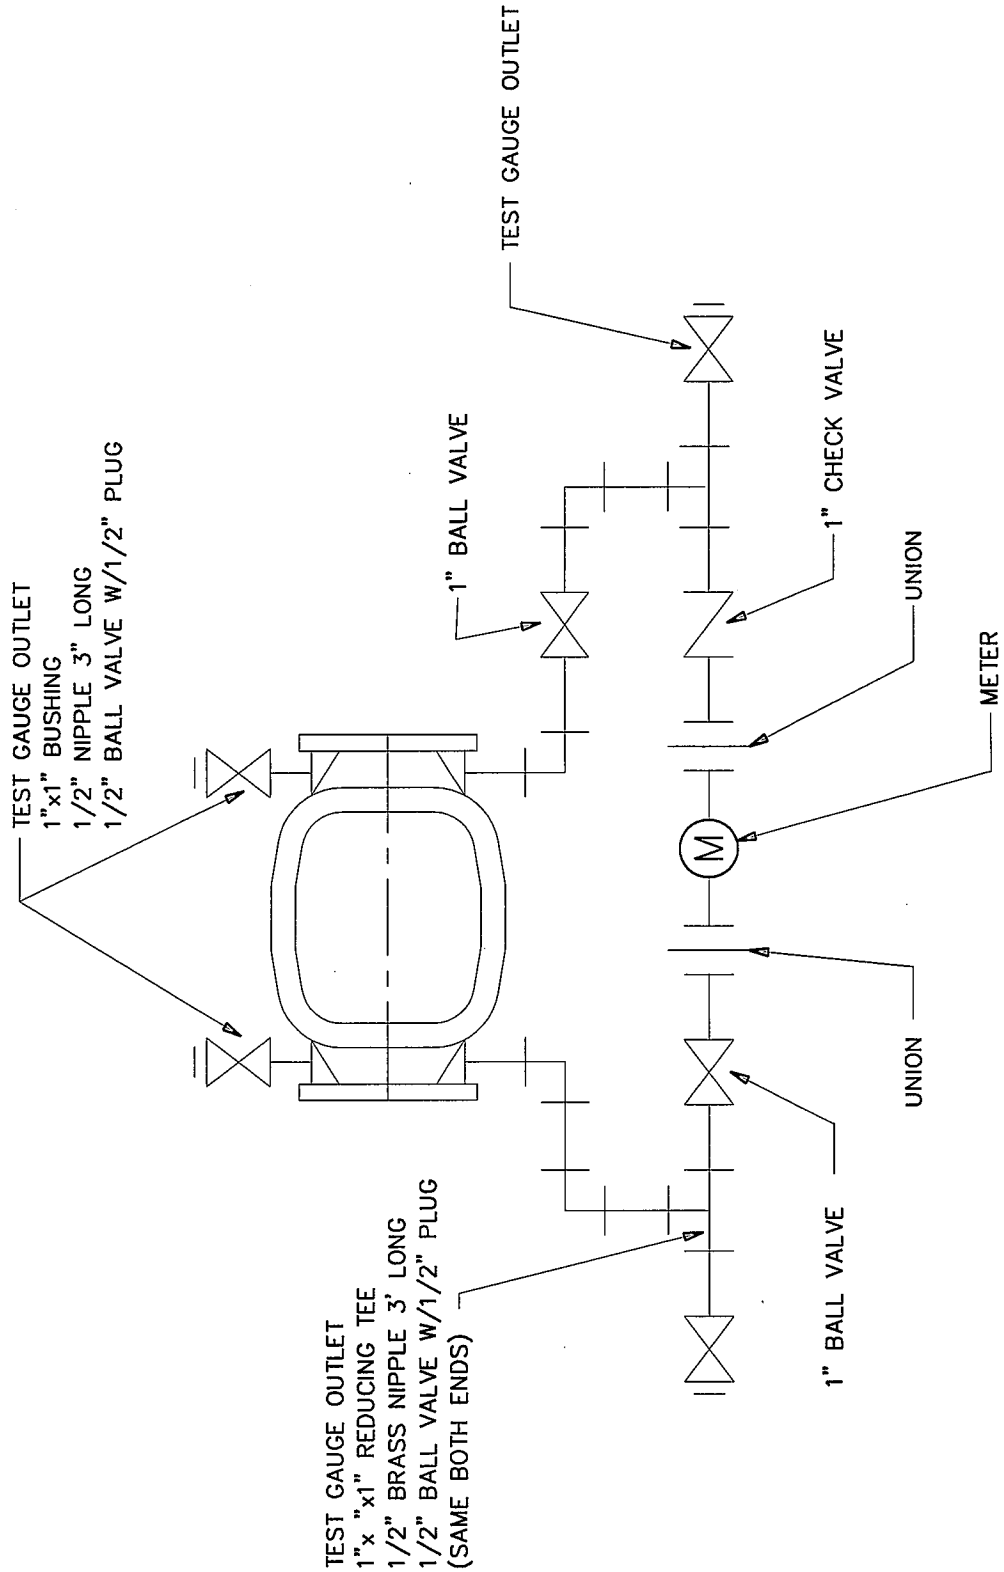 TEST GAUGE OUTLET
1"x1" BUSHING
1/2" NIPPLE 3" LONG
1/2" BALL VALVE W/1/2" PLUG
TEST GAUGE OUTLET
1"x "x1" REDUCING TEE
1/2" BRASS NIPPLE 3' LONG
1/2" BALL VALVE W/1/2" PLUG
(SAME BOTH ENDS)
1" BALL VALVE
TEST GAUGE OUTLET
1" BALL VALVE
UNION
M
METER
UNION
1" CHECK VALVE